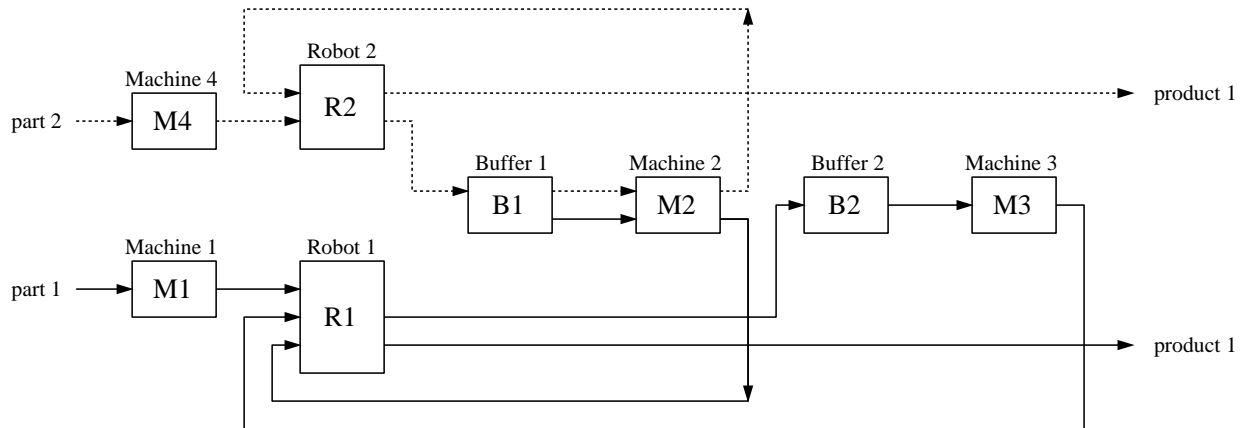 Robot 2
Machine 4
R2
product 1
part 2
M4
Buffer 1
Machine 2
Buffer 2
Machine 3
B1
M2
B2
M3
Machine 1
Robot 1
part 1
M1
R1
product 1